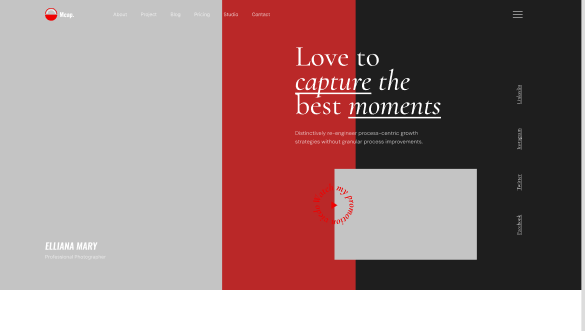 About Project Blog Pricing Studio Contact
Love to
capture the
best moments
Distinctively re-engineer process-centric growth
strategies without granular process improvements.
my promotion
ELLIANA MARY
Professional Photographer
LinkedIn
Instagram
Twitter
Facebook